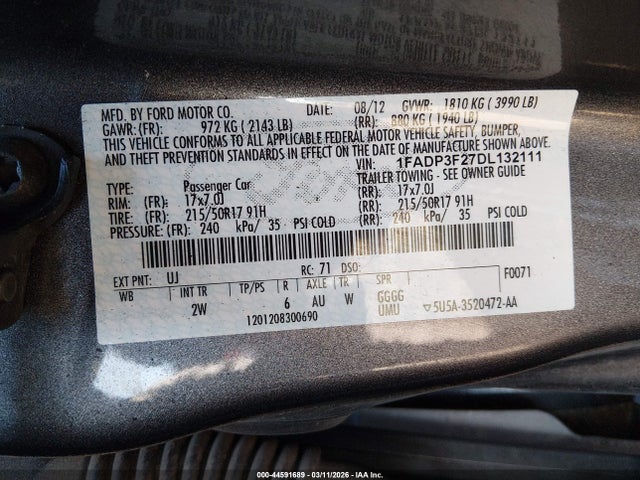 MFD. BY FORD MOTOR CO. DATE: 08/12 GVWR: 1810 KG ( 3990 LB)
GAWR: (FR): 972 KG ( 2143 LB) (RR): 880 KG ( 1940 LB)
THIS VEHICLE CONFORMS TO ALL APPLICABLE FEDERAL MOTOR VEHICLE SAFETY, BUMPER,
AND THEFT PREVENTION STANDARDS IN EFFECT ON THE DATE OF MANUFACTURE SHOWN ABOVE.
VIN: 1FADP3F27DL132111
TYPE: Passenger Car TRAILER TOWING - SEE OWNER GUIDE
RIM: (FR): 17x7.0J (RR): 17x7.0J
TIRE: (FR): 215/50R17 91H (RR): 215/50R17 91H
PRESSURE: (FR): 240 kPa/ 35 PSI COLD (RR): 240 kPa/ 35 PSI COLD
EXT PNT: UJ RC: 71 DSO: F0071
WB INT TR TP/PS R AXLE TR SPR
2W 6 AU W GGGG
UMU 5U5A-3520472-AA
1201208300690
000-44591689 - 03/11/2026 - IAAI.COM